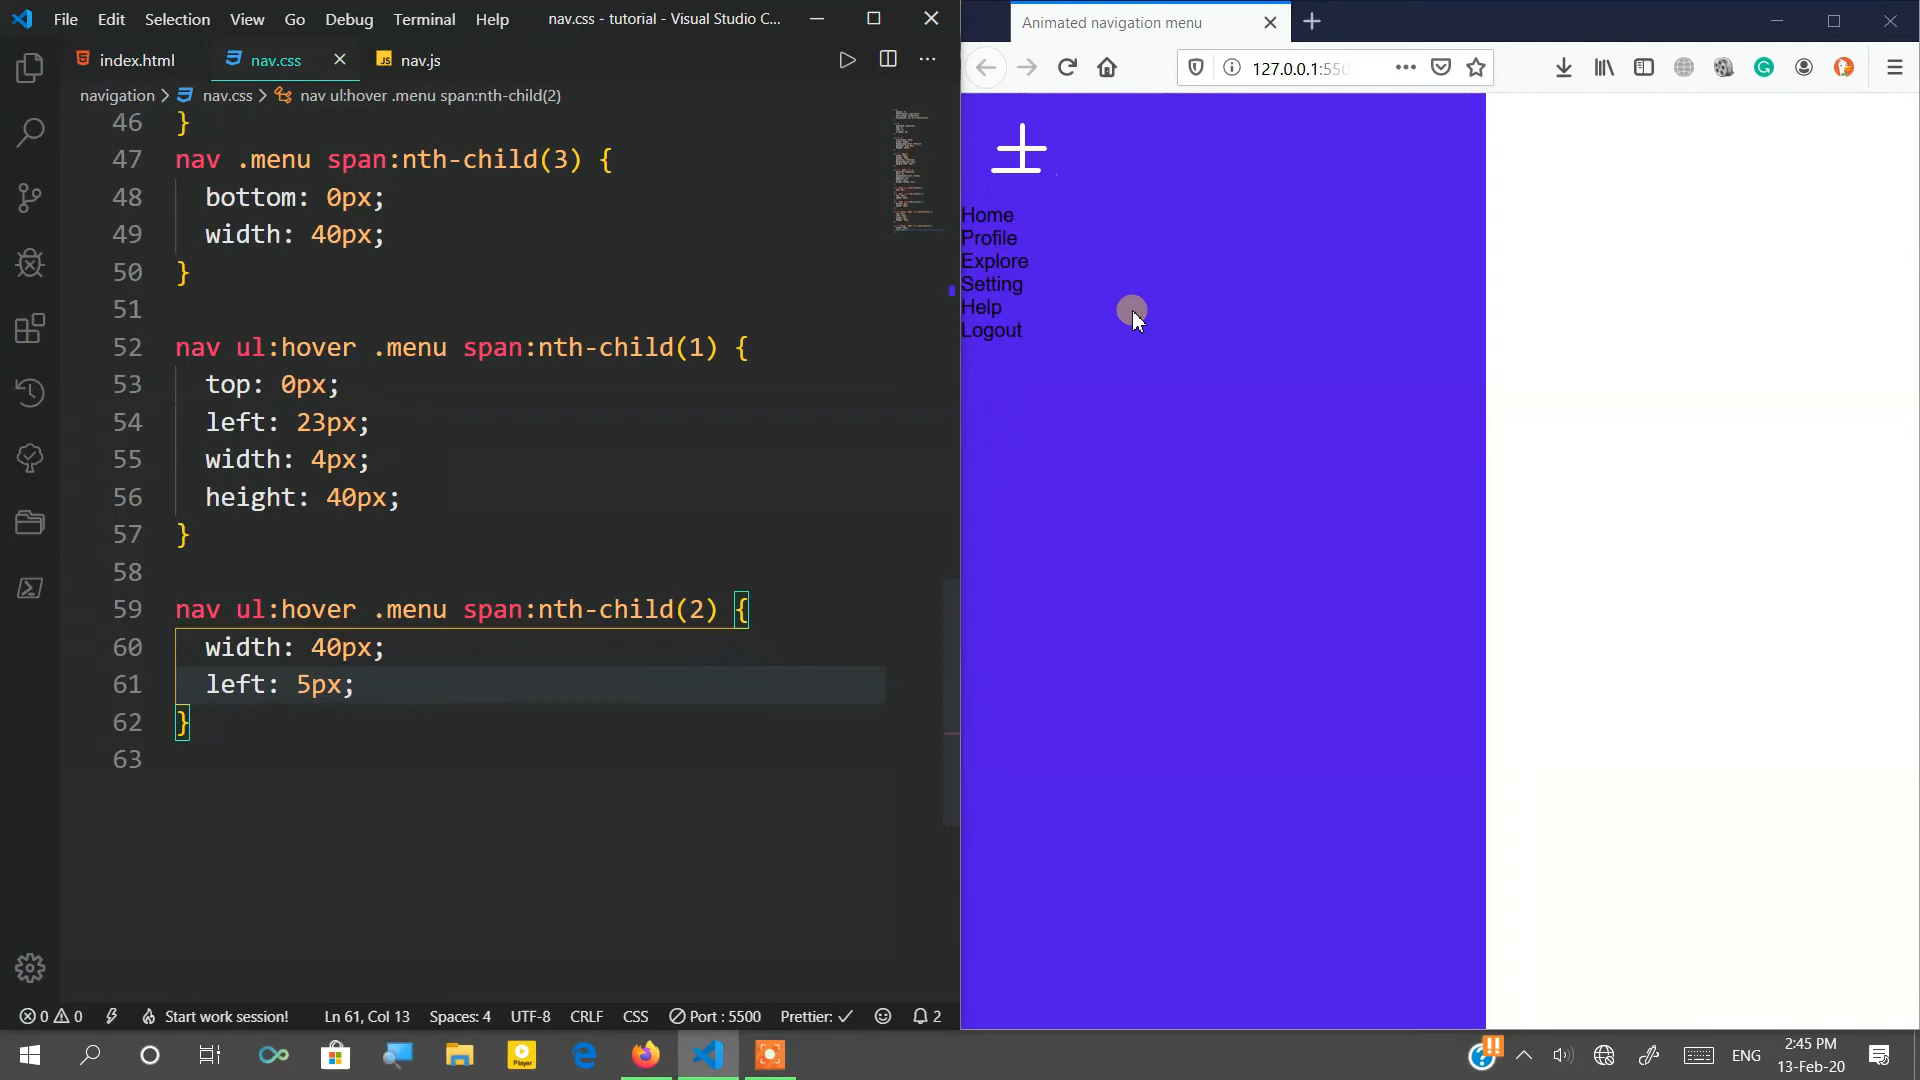 File Edit Selection View Go Debug Terminal Help nav.css - tutorial - Visual Studio C...
index.html nav.css JS nav.js
navigation > nav.css > nav ul:hover .menu span:nth-child(2)
46 }
47 nav .menu span:nth-child(3) {
48 bottom: 0px;
49 width: 40px;
50 }
51
52 nav ul:hover .menu span:nth-child(1) {
53 top: 0px;
54 left: 23px;
55 width: 4px;
56 height: 40px;
57 }
58
59 nav ul:hover .menu span:nth-child(2) {
60 width: 40px;
61 left: 5px;
62 }
63
0 0 Start work session! Ln 61, Col 13 Spaces: 4 UTF-8 CRLF CSS Port : 5500 Prettier: ✓ 2
Animated navigation menu
127.0.0.1:550
Home
Profile
Explore
Setting
Help
Logout
Player
ENG
2:45 PM
13-Feb-20